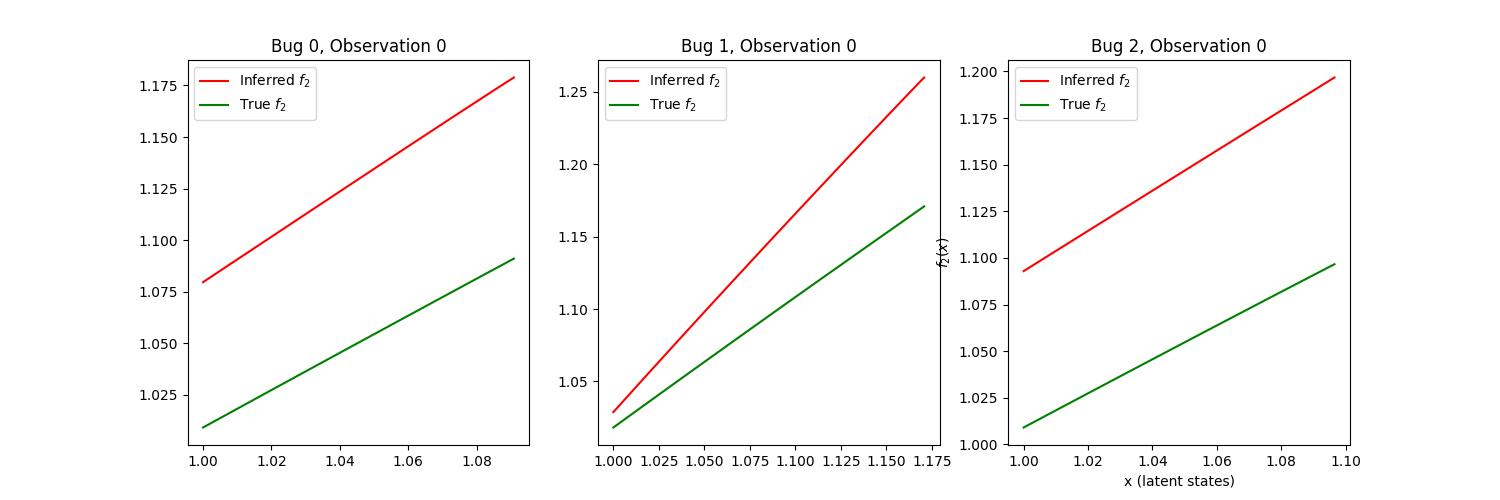 Bug 0, Observation 0
Inferred f₂
True f₂
1.175
1.150
1.125
1.100
1.075
1.050
1.025
1.00 1.02 1.04 1.06 1.08
Bug 1, Observation 0
Inferred f₂
True f₂
1.25
1.20
1.15
1.10
1.05
1.000 1.025 1.050 1.075 1.100 1.125 1.150 1.175
Bug 2, Observation 0
Inferred f₂
True f₂
f₂(x)
1.200
1.175
1.150
1.125
1.100
1.075
1.050
1.025
1.000
1.00 1.02 1.04 1.06 1.08 1.10
x (latent states)